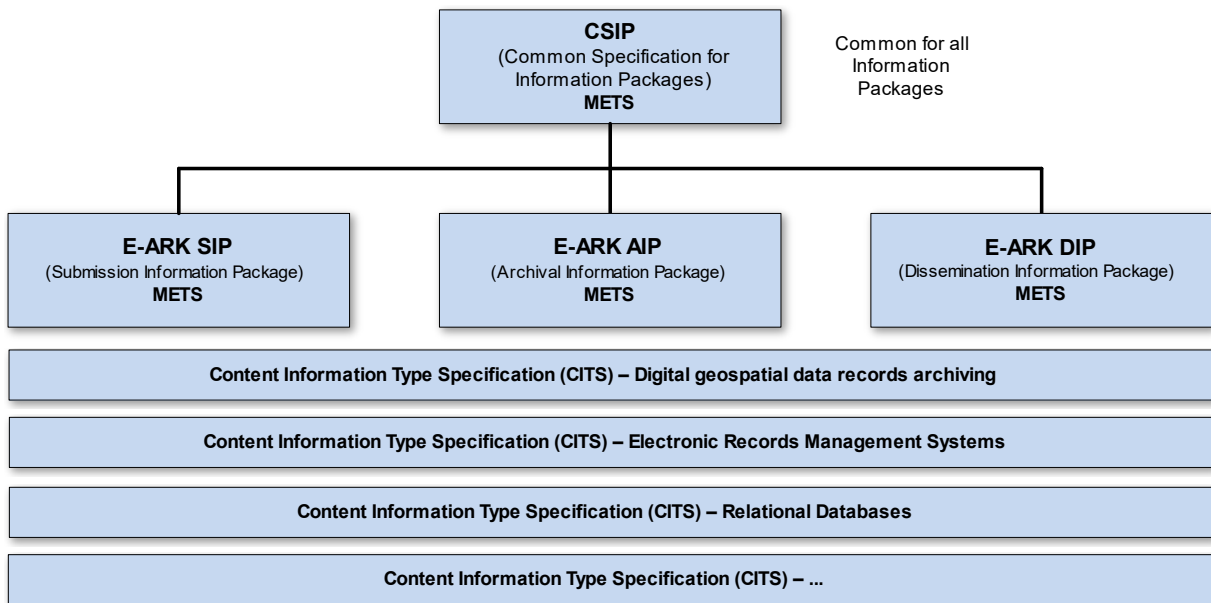 CSIP
(Common Specification for
Information Packages)
METS
Common for all
Information
Packages
E-ARK SIP
(Submission Information Package)
METS
E-ARK AIP
(Archival Information Package)
METS
E-ARK DIP
(Dissemination Information Package)
METS
Content Information Type Specification (CITS) – Digital geospatial data records archiving
Content Information Type Specification (CITS) – Electronic Records Management Systems
Content Information Type Specification (CITS) – Relational Databases
Content Information Type Specification (CITS) – ...